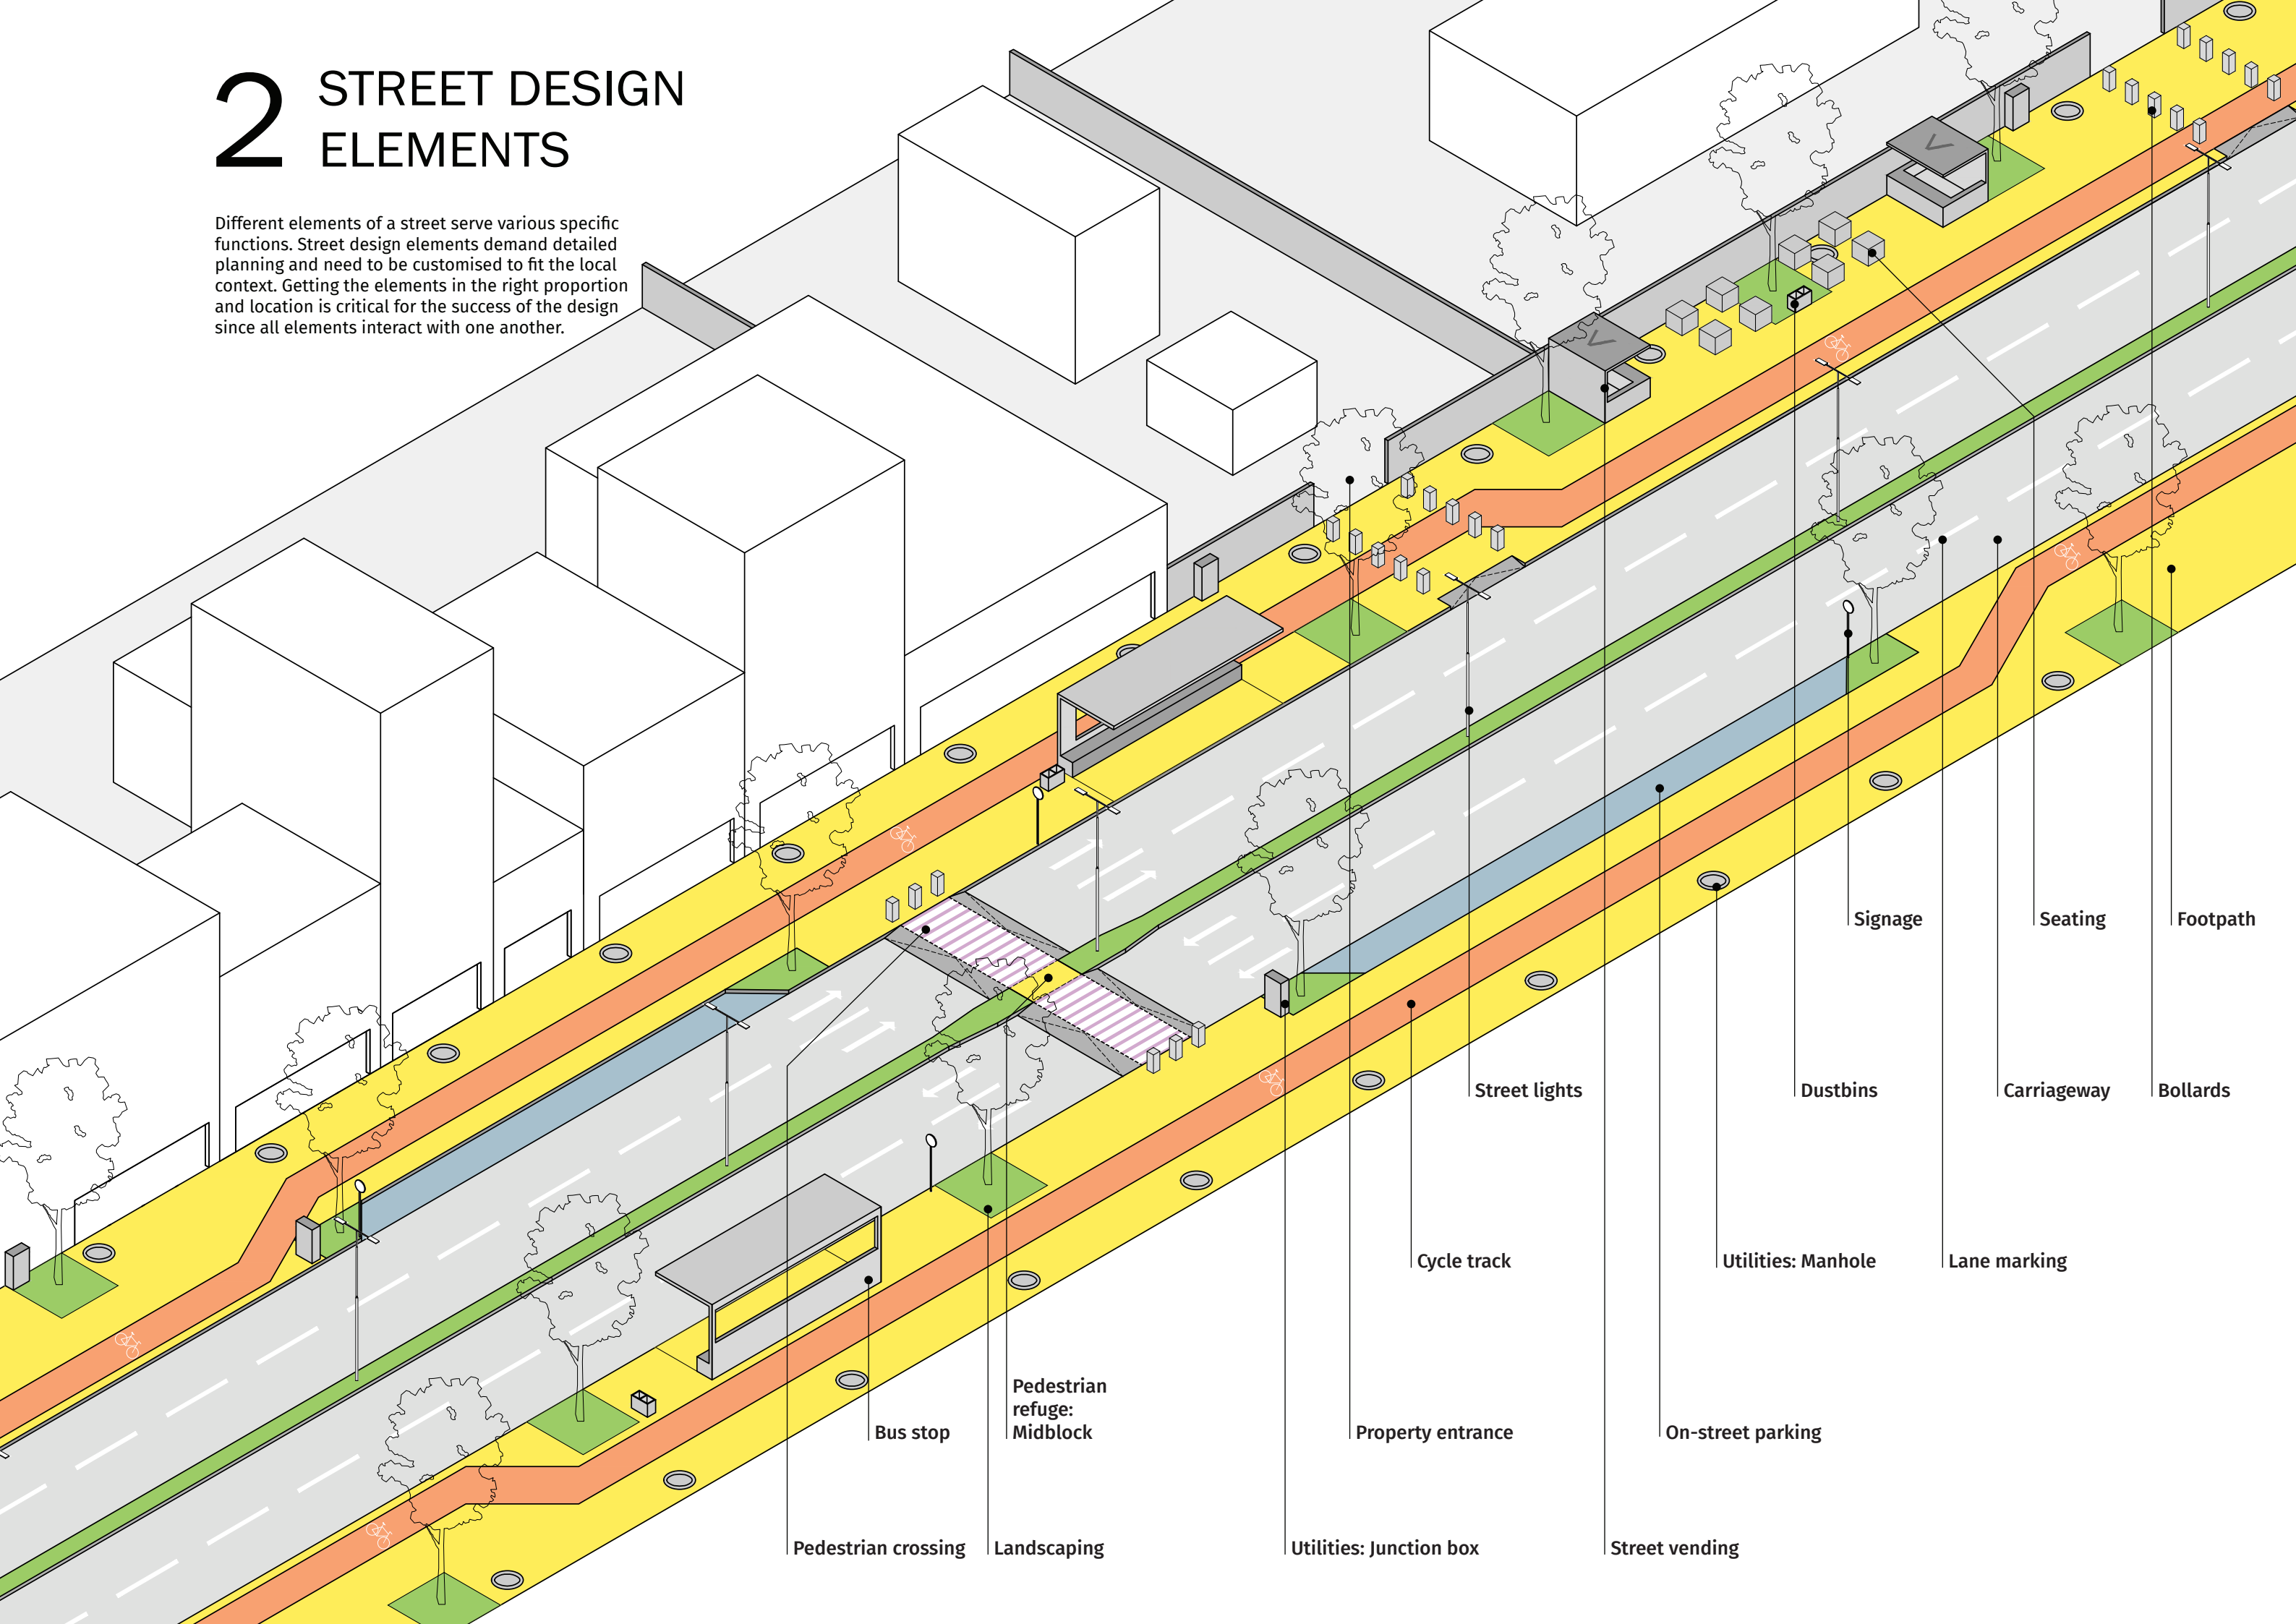 2 STREET DESIGN
ELEMENTS
Different elements of a street serve various specific
functions. Street design elements demand detailed
planning and need to be customised to fit the local
context. Getting the elements in the right proportion
and location is critical for the success of the design
since all elements interact with one another.
V
V
Signage
Seating
Footpath
Street lights
Dustbins
Carriageway
Bollards
Cycle track
Utilities: Manhole
Lane marking
Bus stop
Pedestrian
refuge:
Midblock
Property entrance
On-street parking
Pedestrian crossing
Landscaping
Utilities: Junction box
Street vending